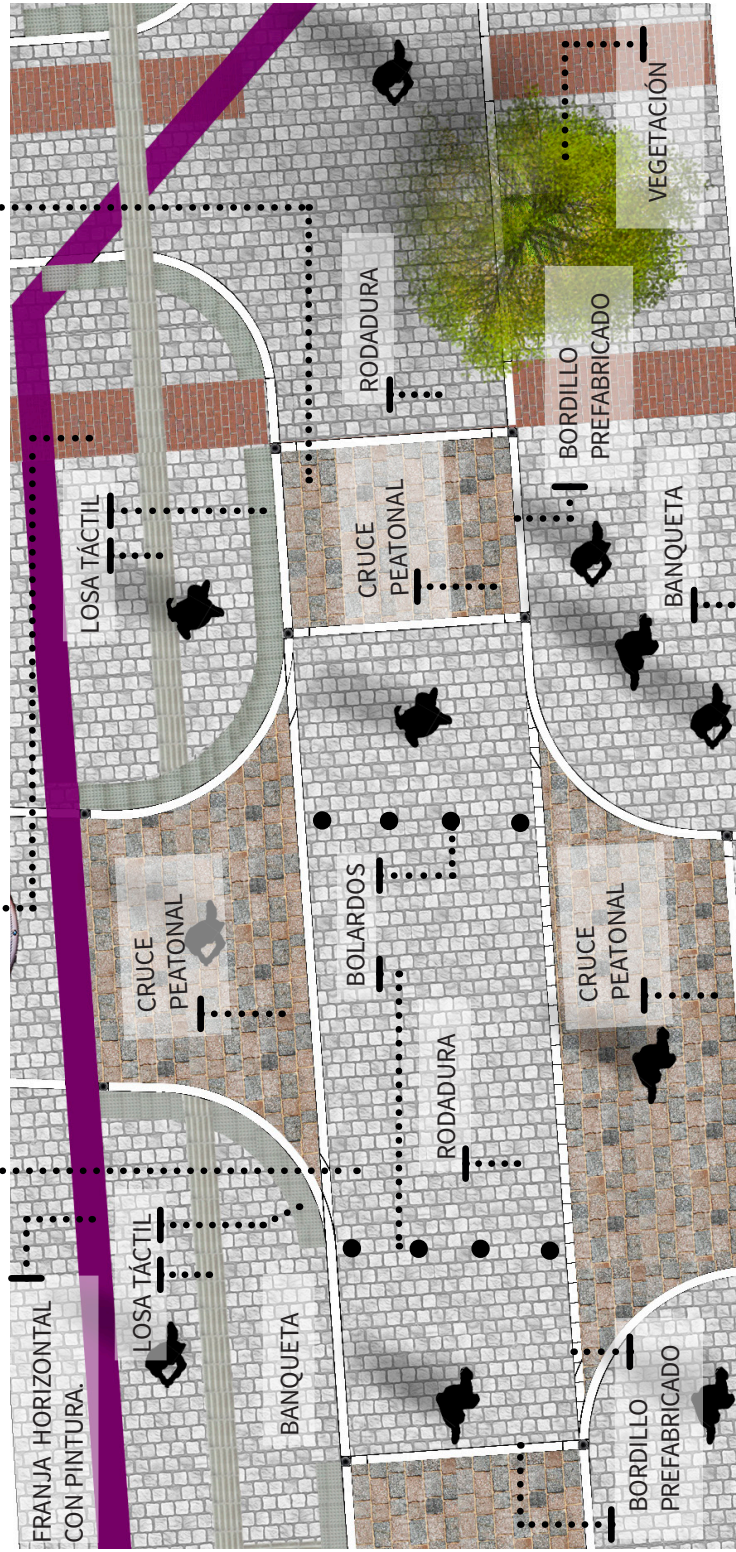 FRANJA HORIZONTAL
CON PINTURA.
LOSA TÁCTIL
BANQUETA
BORDILLO
PREFABRICADO
RODADURA
CRUCE
PEATONAL
BOLARDOS
CRUCE
PEATONAL
LOSA TÁCTIL
CRUCE
PEATONAL
BANQUETA
RODADURA
BORDILLO
PREFABRICADO
VEGETACIÓN